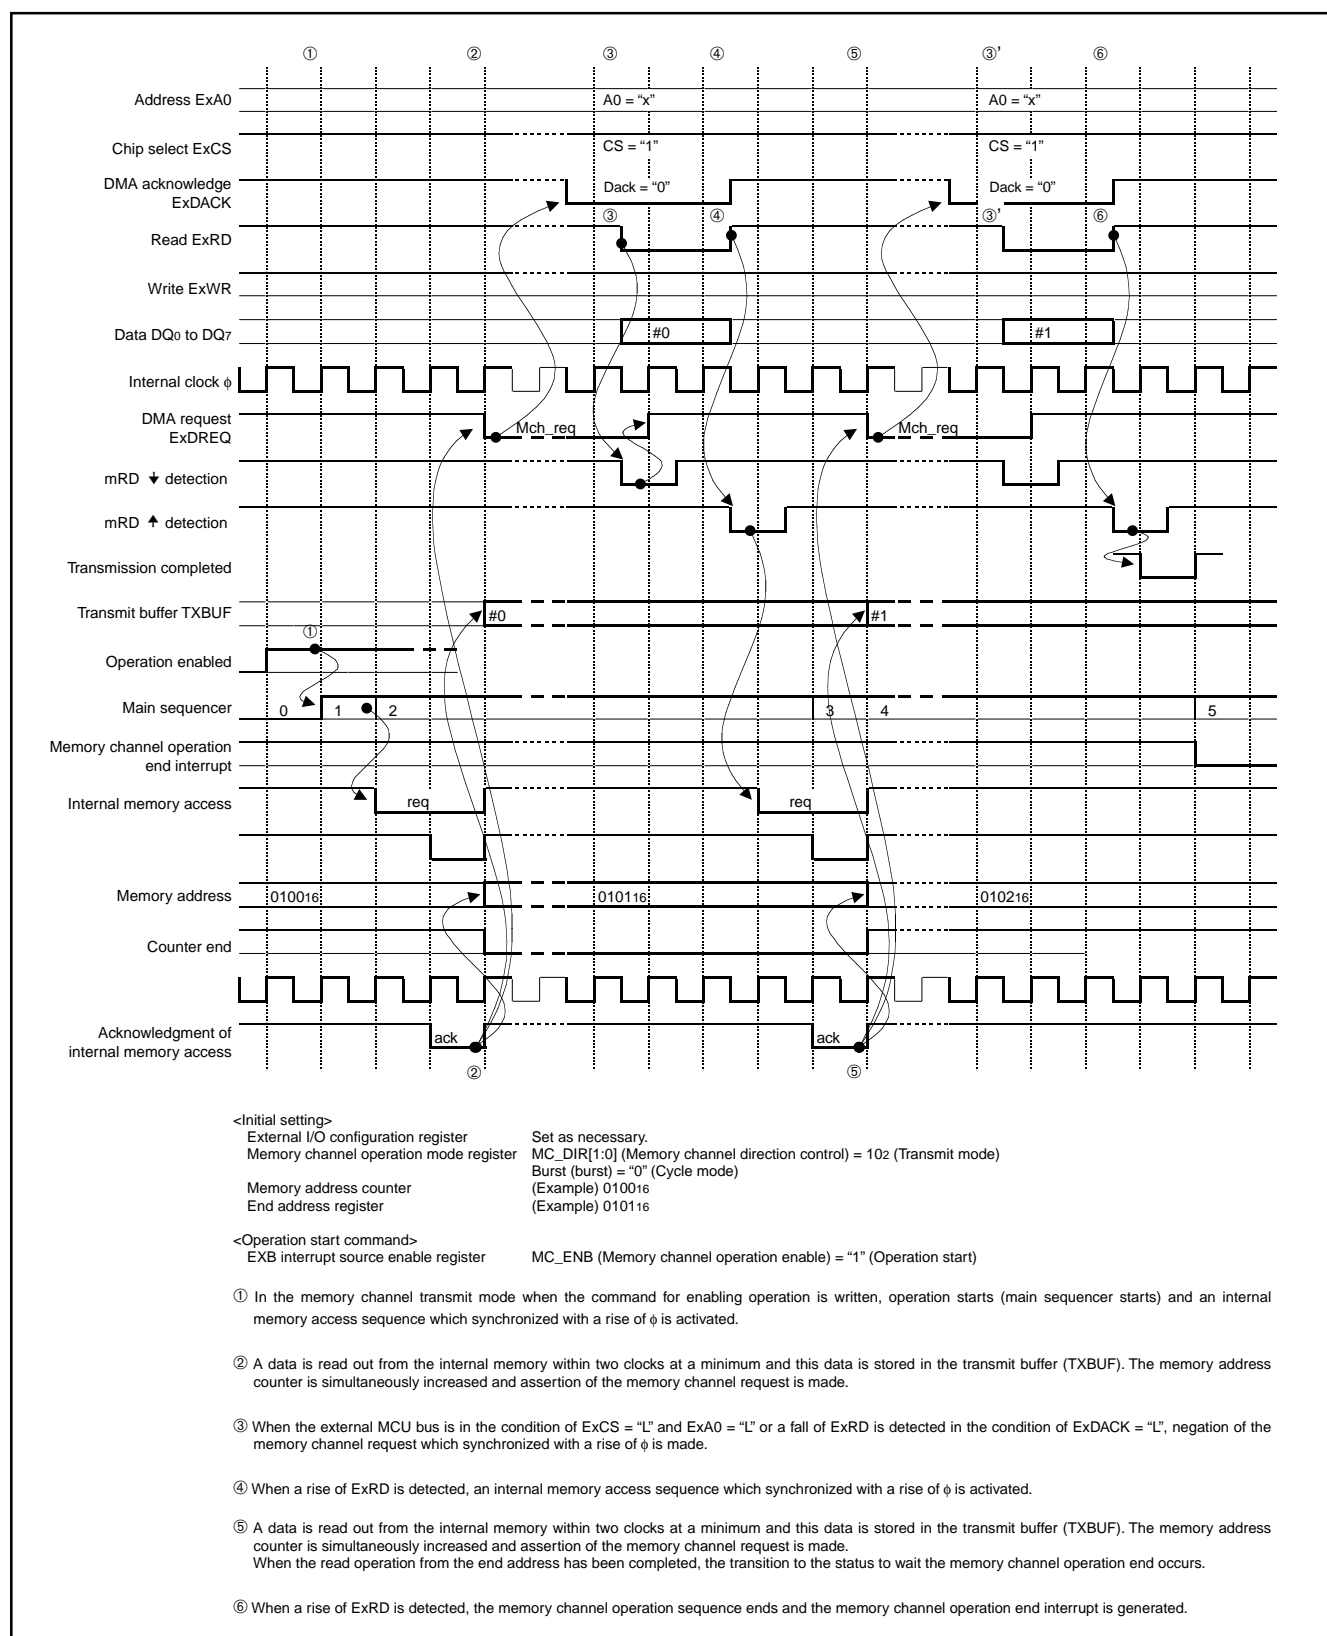 ① ② ③ ④ ⑤ ③’ ⑥
Address ExA0 A0 = “x” A0 = “x”
Chip select ExCS CS = “1” CS = “1”
DMA acknowledge
ExDACK Dack = “0” Dack = “0”
③ ④ ③’ ⑥
Read ExRD
Write ExWR
Data DQ0 to DQ7 #0 #1
Internal clock ϕ
DMA request
ExDREQ Mch_req Mch_req
mRD ↓ detection
mRD ↑ detection
Transmission completed
Transmit buffer TXBUF #0 #1
①
Operation enabled
Main sequencer 0 1 2 3 4 5
Memory channel operation
end interrupt
Internal memory access req req
Memory address 010016 010116 010216
Counter end
Acknowledgment of
internal memory access ack ack
② ⑤
<Initial setting>
External I/O configuration register Set as necessary.
Memory channel operation mode register MC_DIR[1:0] (Memory channel direction control) = 102 (Transmit mode)
Burst (burst) = “0” (Cycle mode)
Memory address counter (Example) 010016
End address register (Example) 010116
<Operation start command>
EXB interrupt source enable register MC_ENB (Memory channel operation enable) = “1” (Operation start)
① In the memory channel transmit mode when the command for enabling operation is written, operation starts (main sequencer starts) and an internal
memory access sequence which synchronized with a rise of ϕ is activated.
② A data is read out from the internal memory within two clocks at a minimum and this data is stored in the transmit buffer (TXBUF). The memory address
counter is simultaneously increased and assertion of the memory channel request is made.
③ When the external MCU bus is in the condition of ExCS = “L” and ExA0 = “L” or a fall of ExRD is detected in the condition of ExDACK = “L”, negation of the
memory channel request which synchronized with a rise of ϕ is made.
④ When a rise of ExRD is detected, an internal memory access sequence which synchronized with a rise of ϕ is activated.
⑤ A data is read out from the internal memory within two clocks at a minimum and this data is stored in the transmit buffer (TXBUF). The memory address
counter is simultaneously increased and assertion of the memory channel request is made.
When the read operation from the end address has been completed, the transition to the status to wait the memory channel operation end occurs.
⑥ When a rise of ExRD is detected, the memory channel operation sequence ends and the memory channel operation end interrupt is generated.